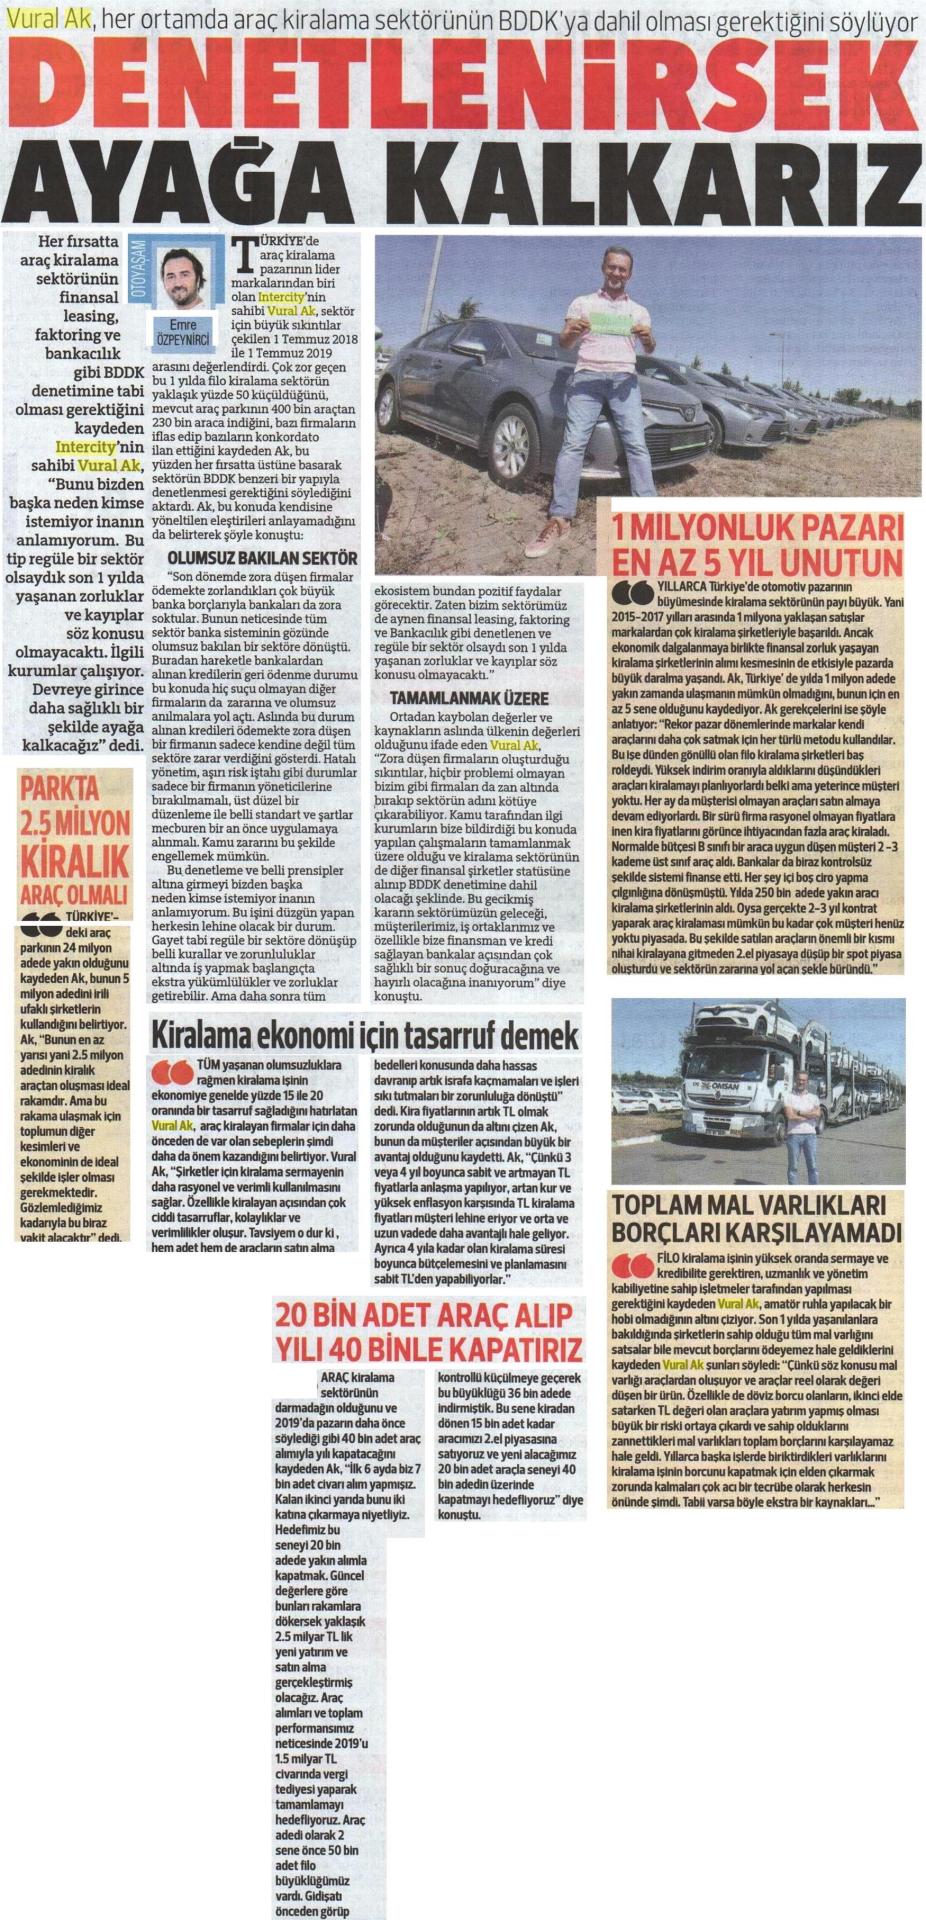 Vural Ak, her ortamda araç kiralama sektörünün BDDK'ya dahil olması gerektiğini söylüyor
DENETLENiRSEK
AYAĞA KALKARIZ
Her fırsatta
araç kiralama
sektörünün
finansal
leasing,
faktoring ve
bankacılık
gibi BDDK
denetimine tabi
olması gerektiğini
kaydeden
Intercity'nin
sahibi Vural Ak,
“Bunu bizden
başka neden kimse
istemiyor inanın
anlamıyorum. Bu
tip regüle bir sektör
olsaydık son 1 yılda
yaşanan zorluklar
ve kayıplar
söz konusu
olmayacaktı. İlgili
kurumlar çalışıyor.
Devreye girince
daha sağlıklı bir
şekilde ayağa
kalkacağız” dedi.
OTOYAŞAM
Emre
ÖZPEYNİRCİ
TÜRKİYE'de
araç kiralama
pazarının lider
markalarından biri
olan Intercity'nin
sahibi Vural Ak, sektör
için büyük sıkıntılar
çekilen 1 Temmuz 2018
ile 1 Temmuz 2019
arasını değerlendirdi. Çok zor geçen
bu 1 yılda filo kiralama sektörün
yaklaşık yüzde 50 küçüldüğünü,
mevcut araç parkının 400 bin araçtan
230 bin araca indiğini, bazı firmaların
iflas edip bazıların konkordato
ilan ettiğini kaydeden Ak, bu
yüzden her fırsatta üstüne basarak
sektörün BDDK benzeri bir yapıyla
denetlenmesi gerektiğini söylediğini
aktardı. Ak, bu konuda kendisine
yöneltilen eleştirileri anlayamadığını
da belirterek şöyle konuştu:
OLUMSUZ BAKILAN SEKTÖR
“Son dönemde zora düşen firmalar
ödemekte zorlandıkları çok büyük
banka borçlarıyla bankaları da zora
soktular. Bunun neticesinde tüm
sektör banka sisteminin gözünde
olumsuz bakılan bir sektöre dönüştü.
Buradan hareketle bankalardan
alınan kredilerin geri ödenme durumu
bu konuda hiç suçu olmayan diğer
firmaların da zararına ve olumsuz
anılmalara yol açtı. Aslında bu durum
alınan kredileri ödemekte zora düşen
bir firmanın sadece kendine değil tüm
sektöre zarar verdiğini gösterdi. Hatalı
yönetim, aşırı risk iştahı gibi durumlar
sadece bir firmanın yöneticilerine
bırakılmamalı, üst düzel bir
düzenleme ile belli standart ve şartlar
mecburen bir an önce uygulamaya
alınmalı. Kamu zararını bu şekilde
engellemek mümkün.
Bu denetleme ve belli prensipler
altına girmeyi bizden başka
neden kimse istemiyor inanın
anlamıyorum. Bu işini düzgün yapan
herkesin lehine olacak bir durum.
Gayet tabi regüle bir sektöre dönüşüp
belli kurallar ve zorunluluklar
altında iş yapmak başlangıçta
ekstra yükümlülükler ve zorluklar
getirebilir. Ama daha sonra tüm
ekosistem bundan pozitif faydalar
görecektir. Zaten bizim sektörümüz
de aynen finansal leasing, faktoring
ve Bankacılık gibi denetlenen ve
regüle bir sektör olsaydı son 1 yılda
yaşanan zorluklar ve kayıplar söz
konusu olmayacaktı.”
TAMAMLANMAK ÜZERE
Ortadan kaybolan değerler ve
kaynakların aslında ülkenin değerleri
olduğunu ifade eden Vural Ak,
“Zora düşen firmaların oluşturduğu
sıkıntılar, hiçbir problemi olmayan
bizim gibi firmaları da zan altında
bırakıp sektörün adını kötüye
çıkarabiliyor. Kamu tarafından ilgi
kurumların bize bildirdiği bu konuda
yapılan çalışmaların tamamlamak
üzere olduğu ve kiralama sektörünün
de diğer finansal şirketler statüsüne
alınıp BDDK denetimine dahil
olacağı şeklinde. Bu gecikmiş
kararın sektörümüzün geleceği,
müşterilerimiz, iş ortaklarımız ve
özellikle bize finansman ve kredi
sağlayan bankalar açısından çok
sağlıklı bir sonuç doğuracağına ve
hayırlı olacağına inanıyorum” diye
konuştu.
1 MİLYONLUK PAZARI
EN AZ 5 YIL UNUTUN
YILLARCA Türkiye'de otomotiv pazarının
büyümesinde kiralama sektörünün payı büyük. Yani
2015-2017 yılları arasında 1 milyona yaklaşan satışlar
markalardan çok kiralama şirketleriyle başarıldı. Ancak
ekonomik dalgalanmaya birlikte finansal zorluk yaşayan
kiralama şirketlerinin alımı kesmesinin de etkisiyle pazarda
büyük daralma yaşandı. Ak, Türkiye' de yılda 1 milyon adede
yakın zamanda ulaşmanın mümkün olmadığını, bunun için en
az 5 sene olduğunu kaydediyor. Ak gerekçelerini ise şöyle
anlatıyor: “Rekor pazar dönemlerinde markalar kendi
araçlarını daha çok satmak için her türlü metodu kullandılar.
Bu işe dünden gönüllü olan filo kiralama şirketleri baş
roldeydi. Yüksek indirim oranıyla aldıklarını düşündükleri
araçları kiralamayı planlıyorlardı belki ama yeterince müşteri
yoktu. Her ay da müşterisi olmayan araçları satın almaya
devam ediyorlardı. Bir sürü firma rasyonel olmayan fiyatlara
inen kira fiyatlarını görünce ihtiyacından fazla araç kiraladı.
Normalde bütçesi B sınıfı bir araca uygun düşen müşteri 2 -3
kademe üst sınıf araç aldı. Bankalar da biraz kontrolsüz
şekilde sistemi finanse etti. Her şey içi boş ciro yapma
çılgınlığına dönüşmüştü. Yılda 250 bin adede yakın aracı
kiralama şirketlerinin aldı. Oysa gerçekte 2-3 yıl kontrat
yaparak araç kiralaması mümkün bu kadar çok müşteri henüz
yoktu piyasada. Bu şekilde satılan araçların önemli bir kısmı
nihai kiralayana gitmeden 2.el piyasaya düşüp bir spot piyasa
oluşturdu ve sektörün zararına yol açan şekle büründü.”
PARKTA
2.5 MİLYON
KİRALIK
ARAÇ OLMALI
TÜRKİYE'-
deki araç
parkının 24 milyon
adede yakın olduğunu
kaydeden Ak, bunun 5
milyon adedini irili
ufaklı şirketlerin
kullandığını belirtiyor.
Ak, “Bunun en az
yarısı yani 2.5 milyon
adedinin kiralık
araçtan oluşması ideal
rakamdır. Ama bu
rakama ulaşmak için
toplumun diğer
kesimleri ve
ekonominin de ideal
şekilde işler olması
gerekmektedir.
Gözlemlediğimiz
kadarıyla bu biraz
vakit alacaktır” dedi.
Kiralama ekonomi için tasarruf demek
TÜM yaşanan olumsuzluklara
rağmen kiralama işinin
ekonomiye genelde yüzde 15 ile 20
oranında bir tasarruf sağladığını hatırlatan
Vural Ak, araç kiralayan firmalar için daha
önceden de var olan sebeplerin şimdi
daha da önem kazandığını belirtiyor. Vural
Ak, “Şirketler için kiralama sermayenin
daha rasyonel ve verimli kullanılmasını
sağlar. Özellikle kiralayan açısından çok
ciddi tasarruflar, kolaylıklar ve
verimlilikler oluşur. Tavsiyem o dur ki ,
hem adet hem de araçların satın alma
bedelleri konusunda daha hassas
davranıp artık israfa kaçmamaları ve işleri
sıkı tutmaları bir zorunluluğa dönüştü”
dedi. Kira fiyatlarının artık TL olmak
zorunda olduğunun da altını çizen Ak,
bunun da müşteriler açısından büyük bir
avantaj olduğunu kaydetti. Ak, “Çünkü 3
veya 4 yıl boyunca sabit ve artmayan TL
fiyatlarla anlaşma yapılıyor, artan kur ve
yüksek enflasyon karşısında TL kiralama
fiyatları müşteri lehine eriyor ve orta ve
uzun vadede daha avantajlı hale geliyor.
Ayrıca 4 yıla kadar olan kiralama süresi
boyunca bütçelemesini ve planlamasını
sabit TL'den yapabiliyorlar.”
OMSAN
TOPLAM MAL VARLIKLARI
BORÇLARI KARŞILAYAMADI
FİLO kiralama işinin yüksek oranda sermaye ve
kredibilite gerektiren, uzmanlık ve yönetim
kabiliyetine sahip işletmeler tarafından yapılması
gerektiğini kaydeden Vural Ak, amatör ruhla yapılacak bir
hobi olmadığının altını çiziyor. Son 1 yılda yaşanılanlara
bakıldığında şirketlerin sahip olduğu tüm mal varlığını
satsalar bile mevcut borçlarını ödeyemez hale geldiklerini
kaydeden Vural Ak şunları söyledi: “Çünkü söz konusu mal
varlığı araçlardan oluşuyor ve araçlar reel olarak değeri
düşen bir ürün. Özellikle de döviz borcu olanların, ikinci elde
satarken TL değeri olan araçlara yatırım yapmış olması
büyük bir riski ortaya çıkardı ve sahip olduklarını
zannettikleri mal varlıkları toplam borçlarını karşılayamaz
hale geldi. Yıllarca başka işlerde biriktirdikleri varlıklarını
kiralama işinin borcunu kapatmak için elden çıkarmak
zorunda kalmaları çok acı bir tecrübe olarak herkesin
önünde şimdi. Tabii varsa böyle ekstra bir kaynakları...”
20 BİN ADET ARAÇ ALIP
YILI 40 BİNLE KAPATIRIZ
ARAÇ kiralama
sektörünün
darmadağın olduğunu ve
2019'da pazarın daha önce
söylediği gibi 40 bin adet araç
alımıyla yılı kapatacağını
kaydeden Ak, “İlk 6 ayda biz 7
bin adet civarı alım yapmışız.
Kalan ikinci yarıda bunu iki
katına çıkarmaya niyetliyiz.
Hedefimiz bu
seneyi 20 bin
adede yakın alımla
kapatmak. Güncel
değerlere göre
bunları rakamlara
dökersek yaklaşık
2.5 milyar TL lik
yeni yatırım ve
satın alma
gerçekleştirmiş
olacağız. Araç
alımları ve toplam
performansımız
neticesinde 2019'u
1.5 milyar TL
civarında vergi
tediyesi yaparak
tamamlamayı
hedefliyoruz. Araç
adedi olarak 2
sene önce 50 bin
adet filo
büyüklüğümüz
vardı. Gidişatı
önceden görüp
kontrollü küçülmeye geçerek
bu büyüklüğü 36 bin adede
indirmiştik. Bu sene kiradan
dönen 15 bin adet kadar
aracımızı 2.el piyasasına
satıyoruz ve yeni alacağımız
20 bin adet araçla seneyi 40
bin adedin üzerinde
kapatmayı hedefliyoruz” diye
konuştu.